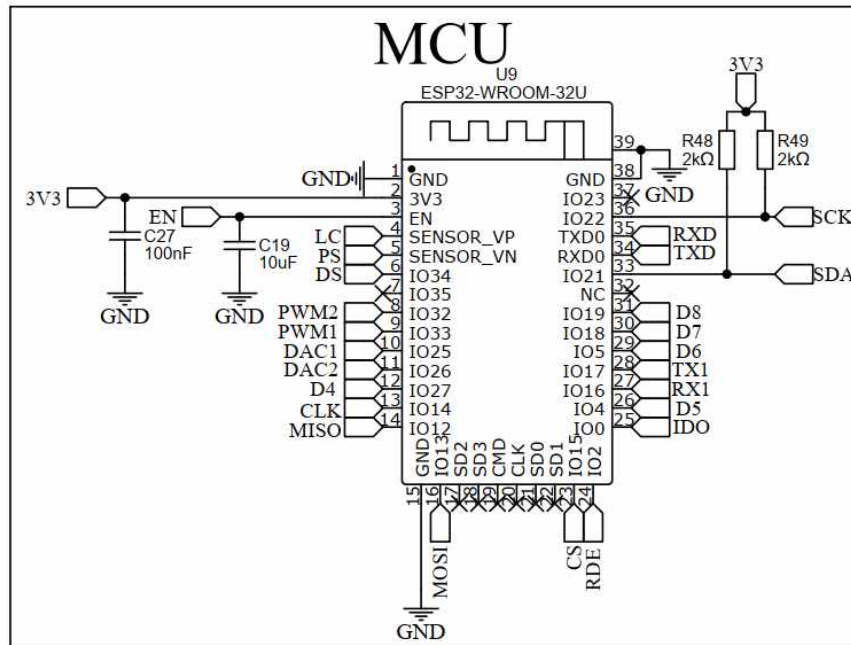 MCU
U9
ESP32-WROOM-32U
3V3
R48
2kΩ
R49
2kΩ
GND
1
GND
3V3
2
3V3
EN
3
EN
C27
100nF
C19
10uF
GND
GND
LC
4
SENSOR_VP
PS
5
SENSOR_VN
DS
6
IO34
7
IO35
PWM2
8
IO32
PWM1
9
IO33
DAC1
10
IO25
DAC2
11
IO26
D4
12
IO27
CLK
13
IO14
MISO
14
IO12
39
GND
38
GND
IO23
37
IO22
36
SCK
TXD0
35
RXD
RXD0
34
TXD
IO21
33
SDA
NC
32
IO19
31
D8
IO18
30
D7
IO5
29
D6
IO17
28
TX1
IO16
27
RX1
IO4
26
D5
IO0
25
IDO
GND
IO13
SD2
SD3
CMD
CLK
SD0
SD1
IO15
IO2
15
16
17
18
19
20
21
22
23
24
MOSI
CS
RDE
GND